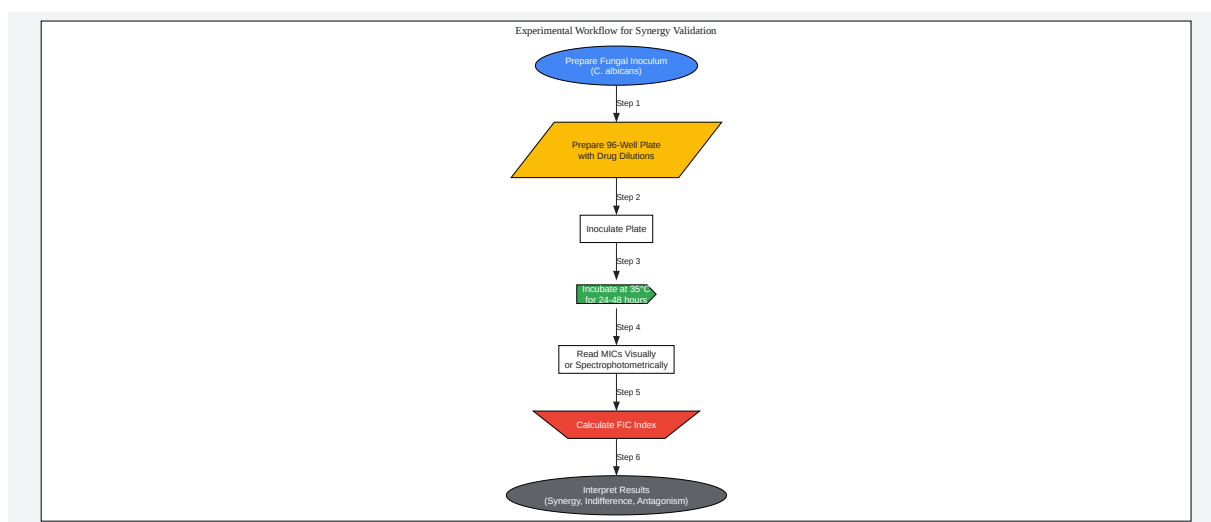 Experimental Workflow for Synergy Validation
Prepare Fungal Inoculum
(C. albicans)
Step 1
Prepare 96-Well Plate
with Drug Dilutions
Step 2
Inoculate Plate
Step 3
Incubate at 35°C
for 24-48 hours
Step 4
Read MICs Visually
or Spectrophotometrically
Step 5
Calculate FIC Index
Step 6
Interpret Results
(Synergy, Indifference, Antagonism)